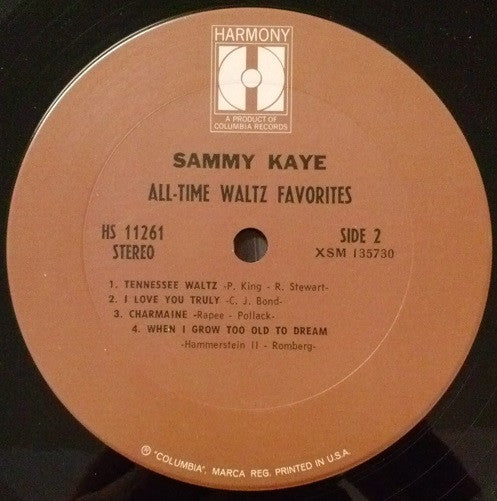 HARMONY
H
A PRODUCT OF
COLUMBIA RECORDS
SAMMY KAYE
ALL-TIME WALTZ FAVORITES
HS 11261 SIDE 2
STEREO XSM 135730
1. TENNESSEE WALTZ -P. King - R. Stewart-
2. I LOVE YOU TRULY -C. J. Bond-
3. CHARMAINE -Rapee - Pollack-
4. WHEN I GROW TOO OLD TO DREAM
-Hammerstein II - Romberg-
Ⓡ "COLUMBIA", MARCA REG. PRINTED IN U.S.A.